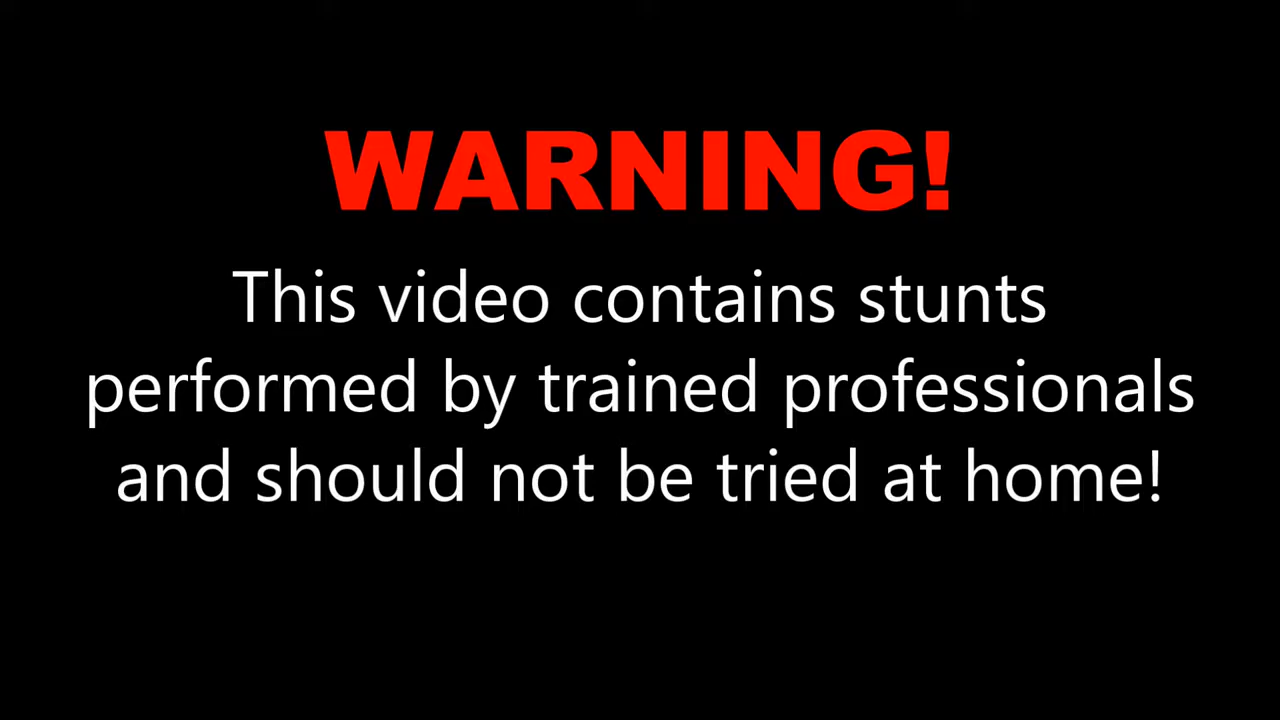 WARNING!
This video contains stunts
performed by trained professionals
and should not be tried at home!